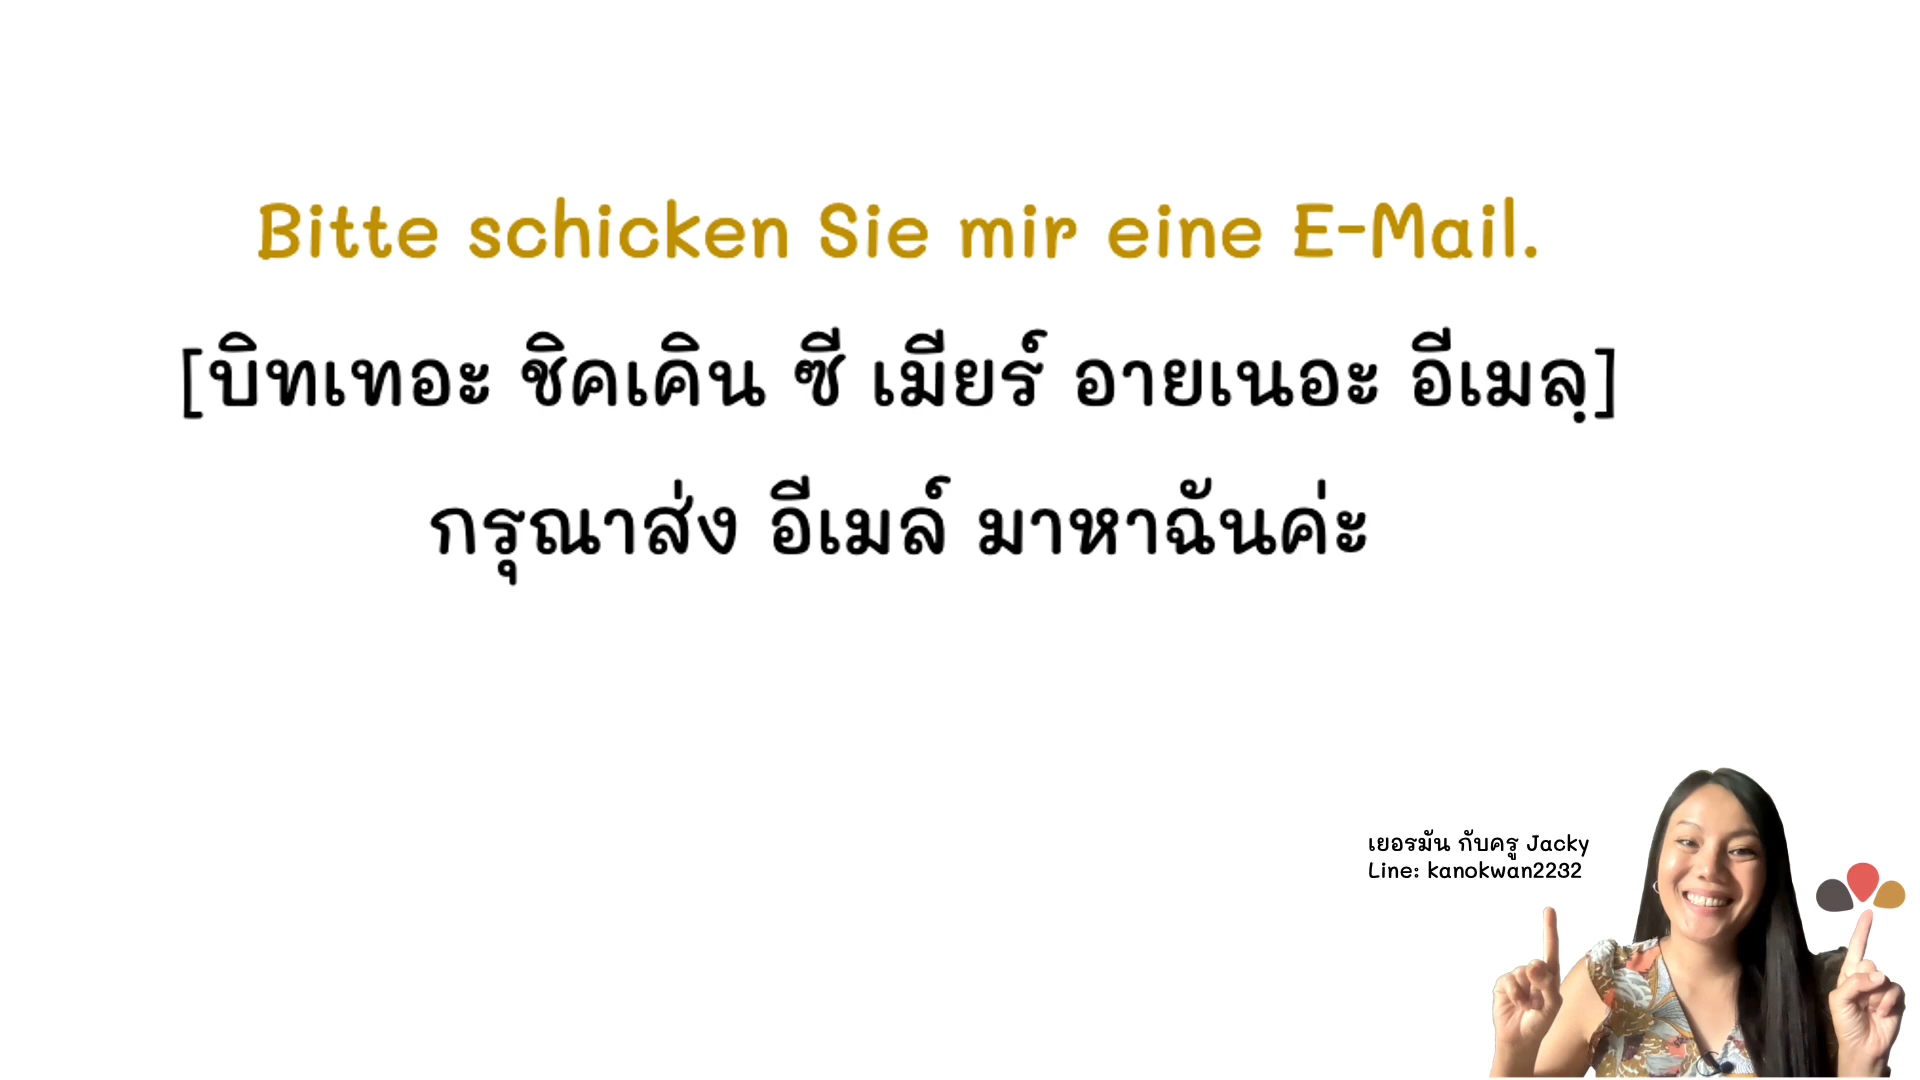 Bitte schicken Sie mir eine E-Mail.
[บิทเทอะ ชิคเคิน ซี เมียร์ อายเนอะ อีเมลฺ]
กรุณาส่ง อีเมล์ มาหาฉันค่ะ
เยอรมัน กับครู Jacky
Line: kanokwan2232